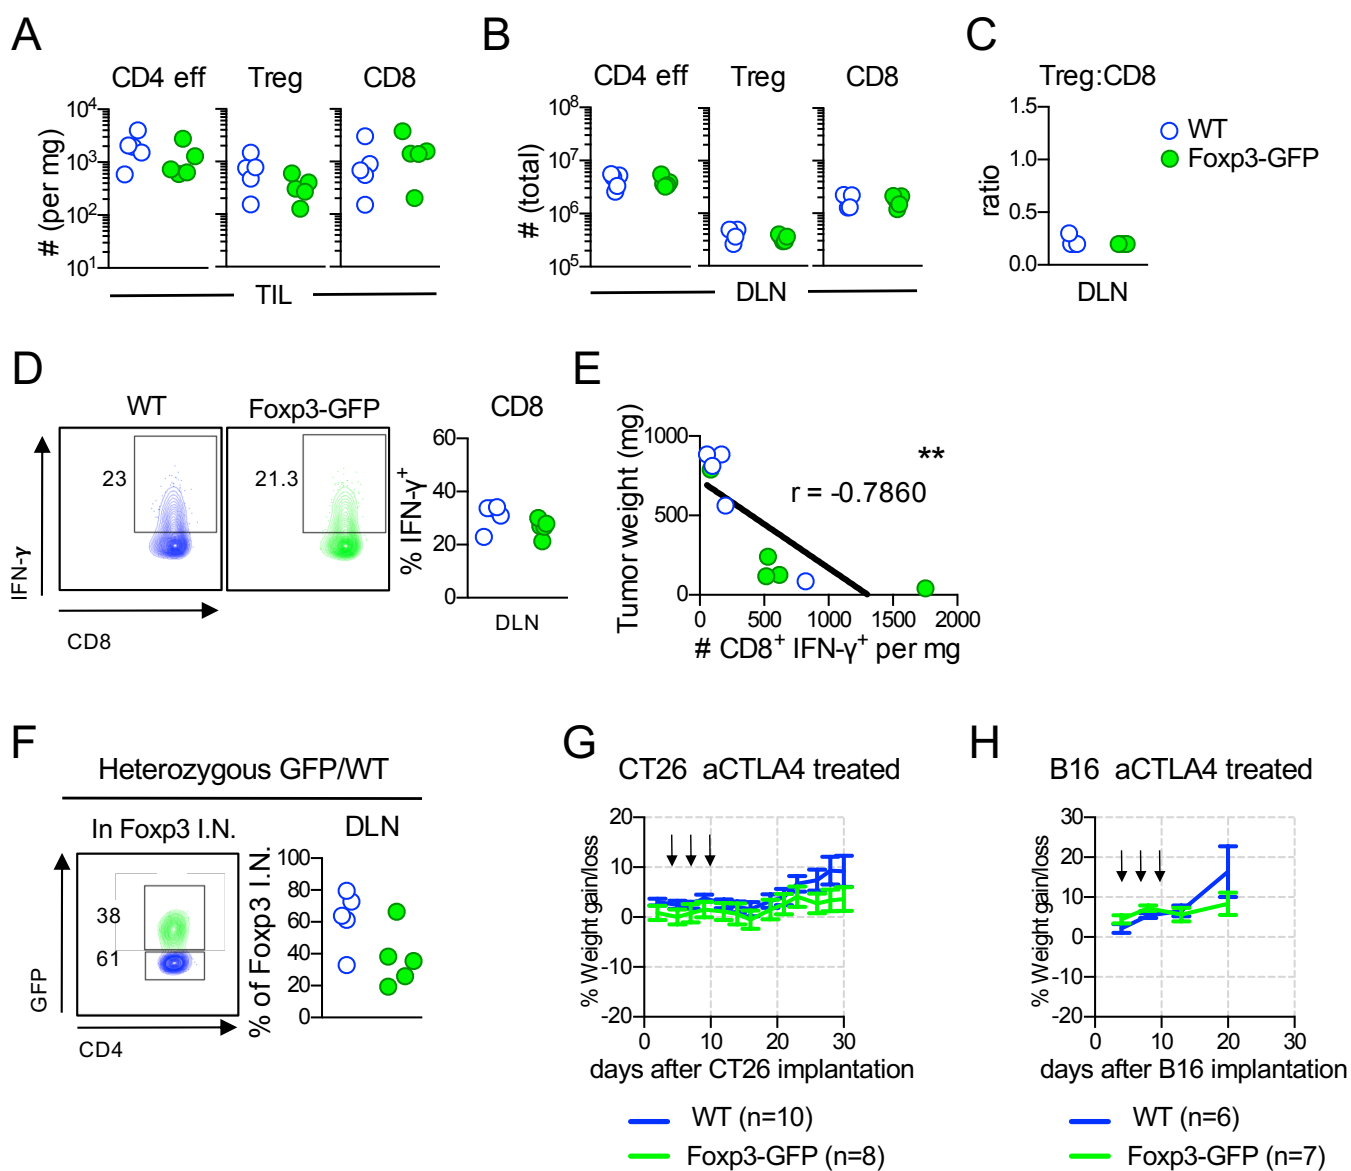 A
CD4 eff
Treg
CD8
# (per mg)
10⁴
10³
10²
10¹
TIL
B
CD4 eff
Treg
CD8
# (total)
10⁸
10⁷
10⁶
10⁵
DLN
C
Treg:CD8
ratio
1.5
1.0
0.5
0.0
DLN
WT
Foxp3-GFP
D
WT
Foxp3-GFP
23
21.3
IFN-γ
CD8
CD8
% IFN-γ⁺
60
40
20
0
DLN
E
Tumor weight (mg)
1000
500
0
**
r = -0.7860
0 500 1000 1500 2000
# CD8⁺ IFN-γ⁺ per mg
F
Heterozygous GFP/WT
In Foxp3 I.N.
38
61
GFP
CD4
DLN
% of Foxp3 I.N.
100
80
60
40
20
0
G
CT26 aCTLA4 treated
% Weight gain/loss
20
10
0
-10
-20
0 10 20 30
days after CT26 implantation
WT (n=10)
Foxp3-GFP (n=8)
H
B16 aCTLA4 treated
% Weight gain/loss
30
20
10
0
-10
-20
0 10 20 30
days after B16 implantation
WT (n=6)
Foxp3-GFP (n=7)